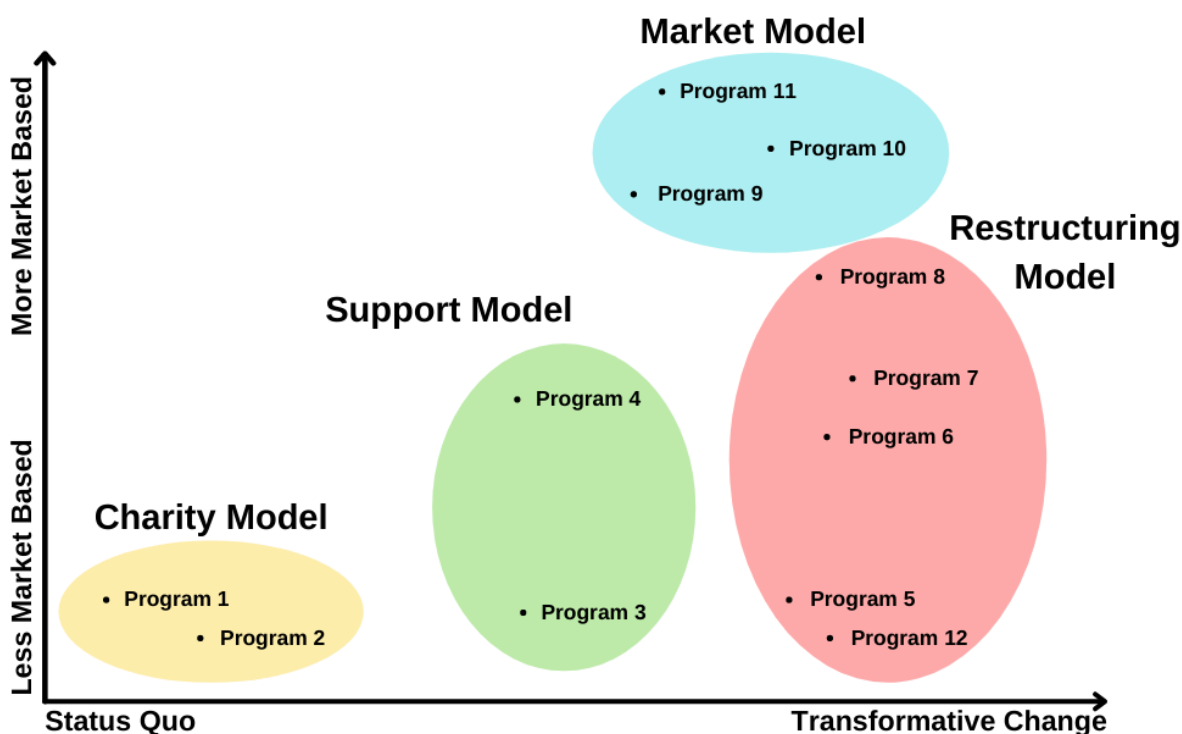 Market Model
More Market Based
Program 11
Program 10
Program 9
Restructuring
Model
Program 8
Support Model
Program 7
Program 4
Program 6
Less Market Based
Charity Model
Program 1
Program 5
Program 3
Program 2
Program 12
Status Quo
Transformative Change